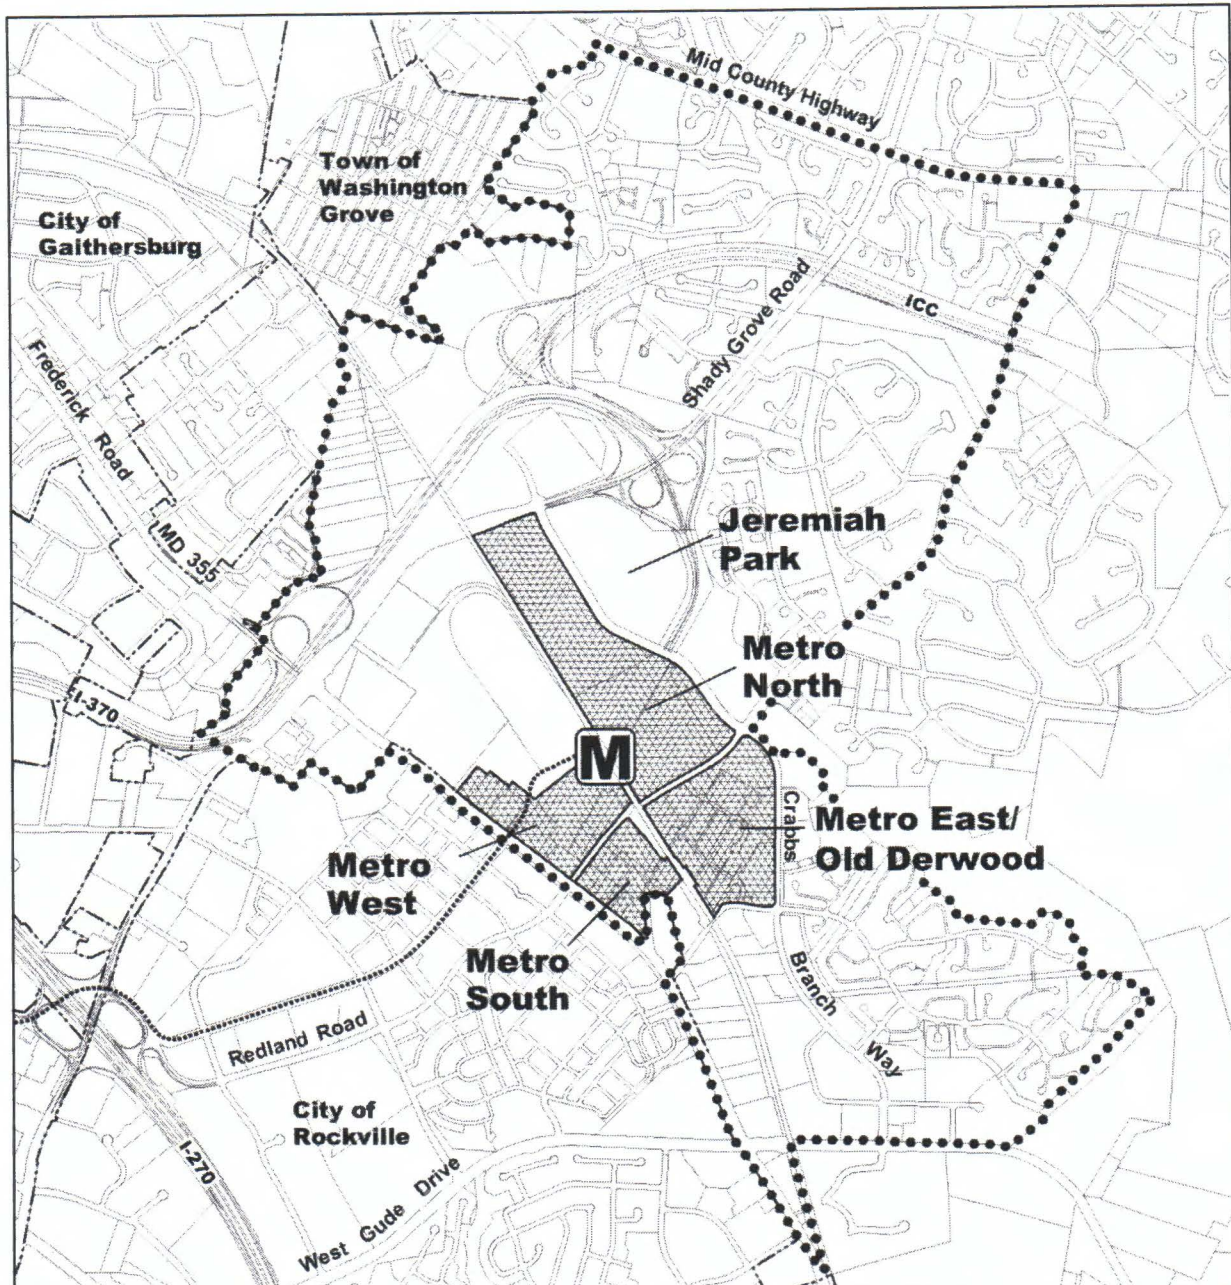 Mid County Highway
Town of
Washington
Grove
City of
Gaithersburg
Shady Grove Road
ICC
Frederick Road
MD 355
Jeremiah
Park
Metro
North
I-370
M
Crabbs
Metro East/
Old Derwood
Metro
West
Metro
South
Branch
Way
Redland Road
City of
Rockville
I-270
West Gude Drive